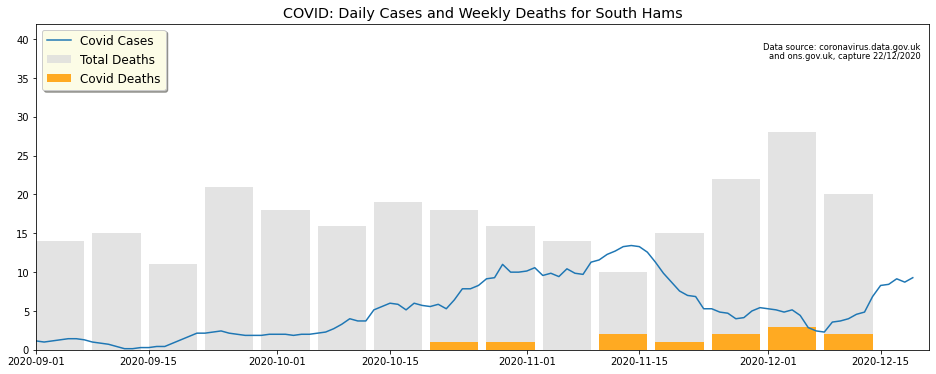 COVID: Daily Cases and Weekly Deaths for South Hams
40
35
30
25
20
15
10
5
0
Covid Cases
Total Deaths
Covid Deaths
Data source: coronavirus.data.gov.uk
and ons.gov.uk, capture 22/12/2020
2020-09-01 2020-09-15 2020-10-01 2020-10-15 2020-11-01 2020-11-15 2020-12-01 2020-12-15